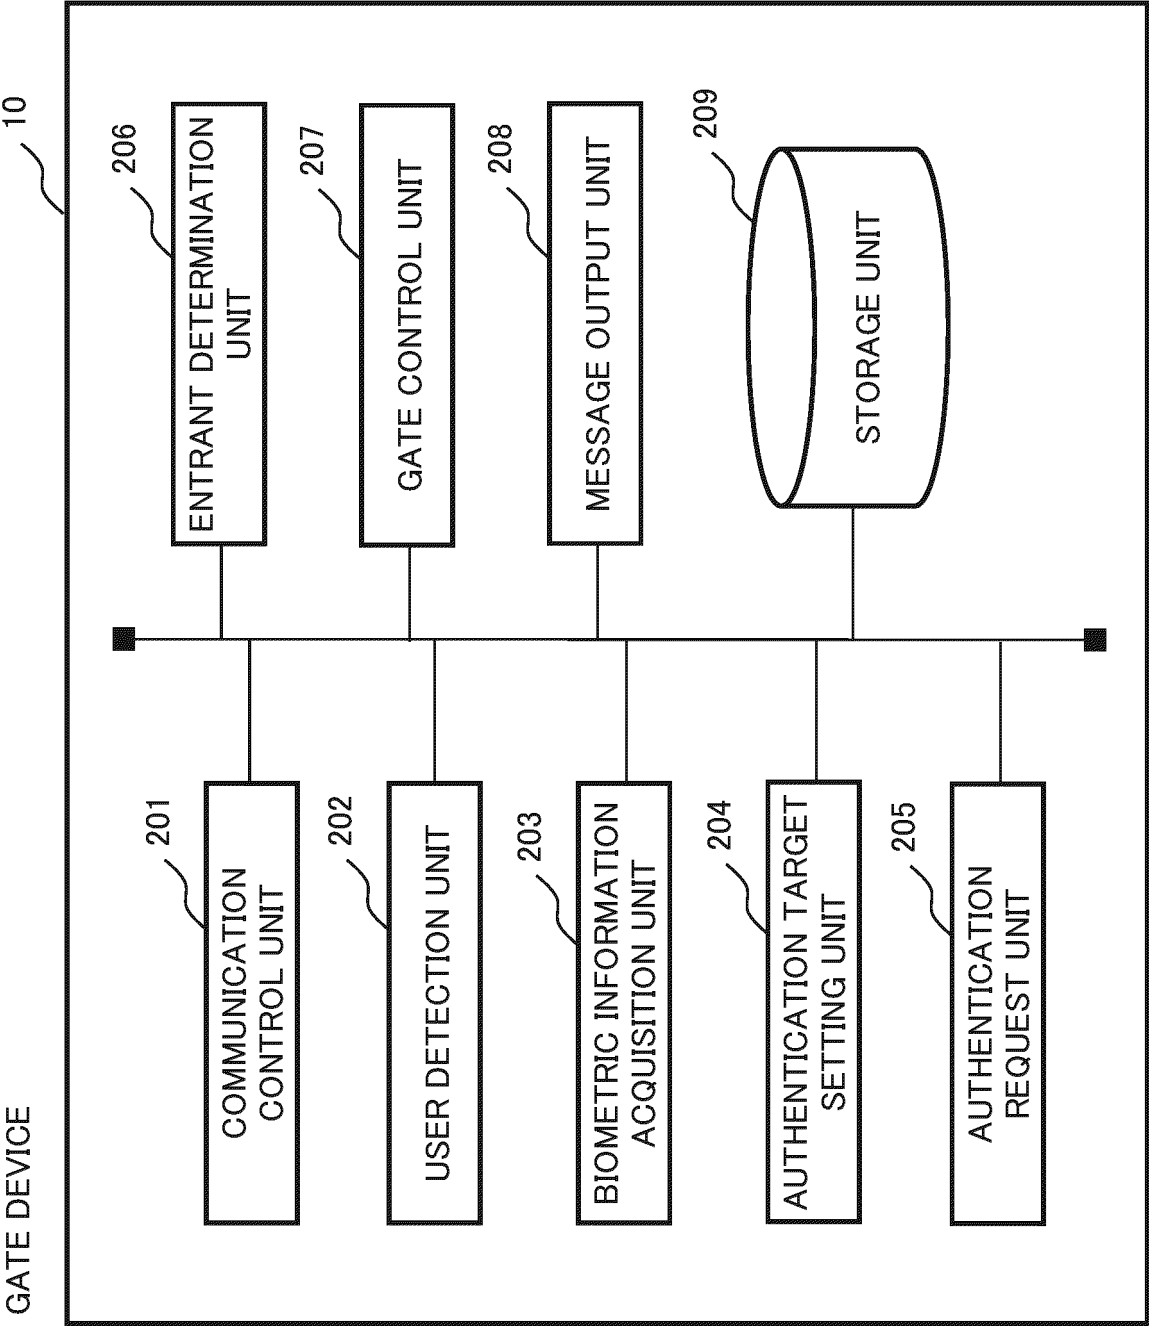 GATE DEVICE
10
201
COMMUNICATION
CONTROL UNIT
202
USER DETECTION UNIT
203
BIOMETRIC INFORMATION
ACQUISITION UNIT
204
AUTHENTICATION TARGET
SETTING UNIT
205
AUTHENTICATION
REQUEST UNIT
206
ENTRANT DETERMINATION
UNIT
207
GATE CONTROL UNIT
208
MESSAGE OUTPUT UNIT
209
STORAGE UNIT